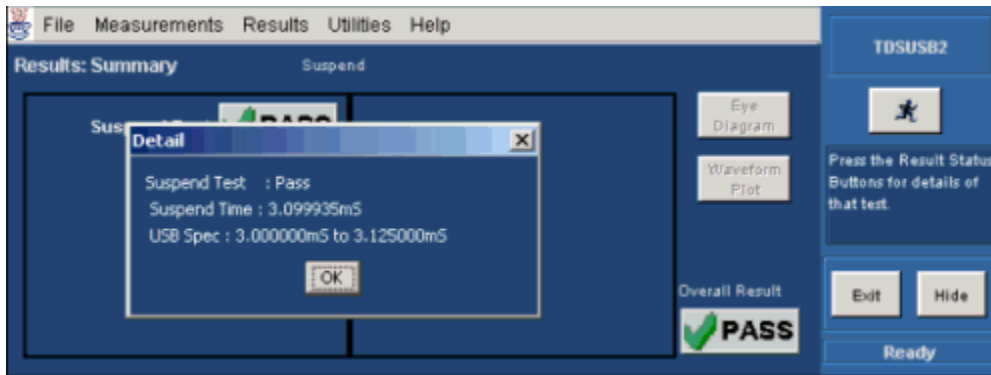 File Measurements Results Utilities Help
Results: Summary Suspend
PASS
Detail
Suspend Test : Pass
Suspend Time : 3.099935mS
USB Spec : 3.000000mS to 3.125000mS
OK
Eye
Diagram
Waveform
Plot
Overall Result
PASS
TDSUSB2
Press the Result Status
Buttons for details of
that test.
Exit Hide
Ready